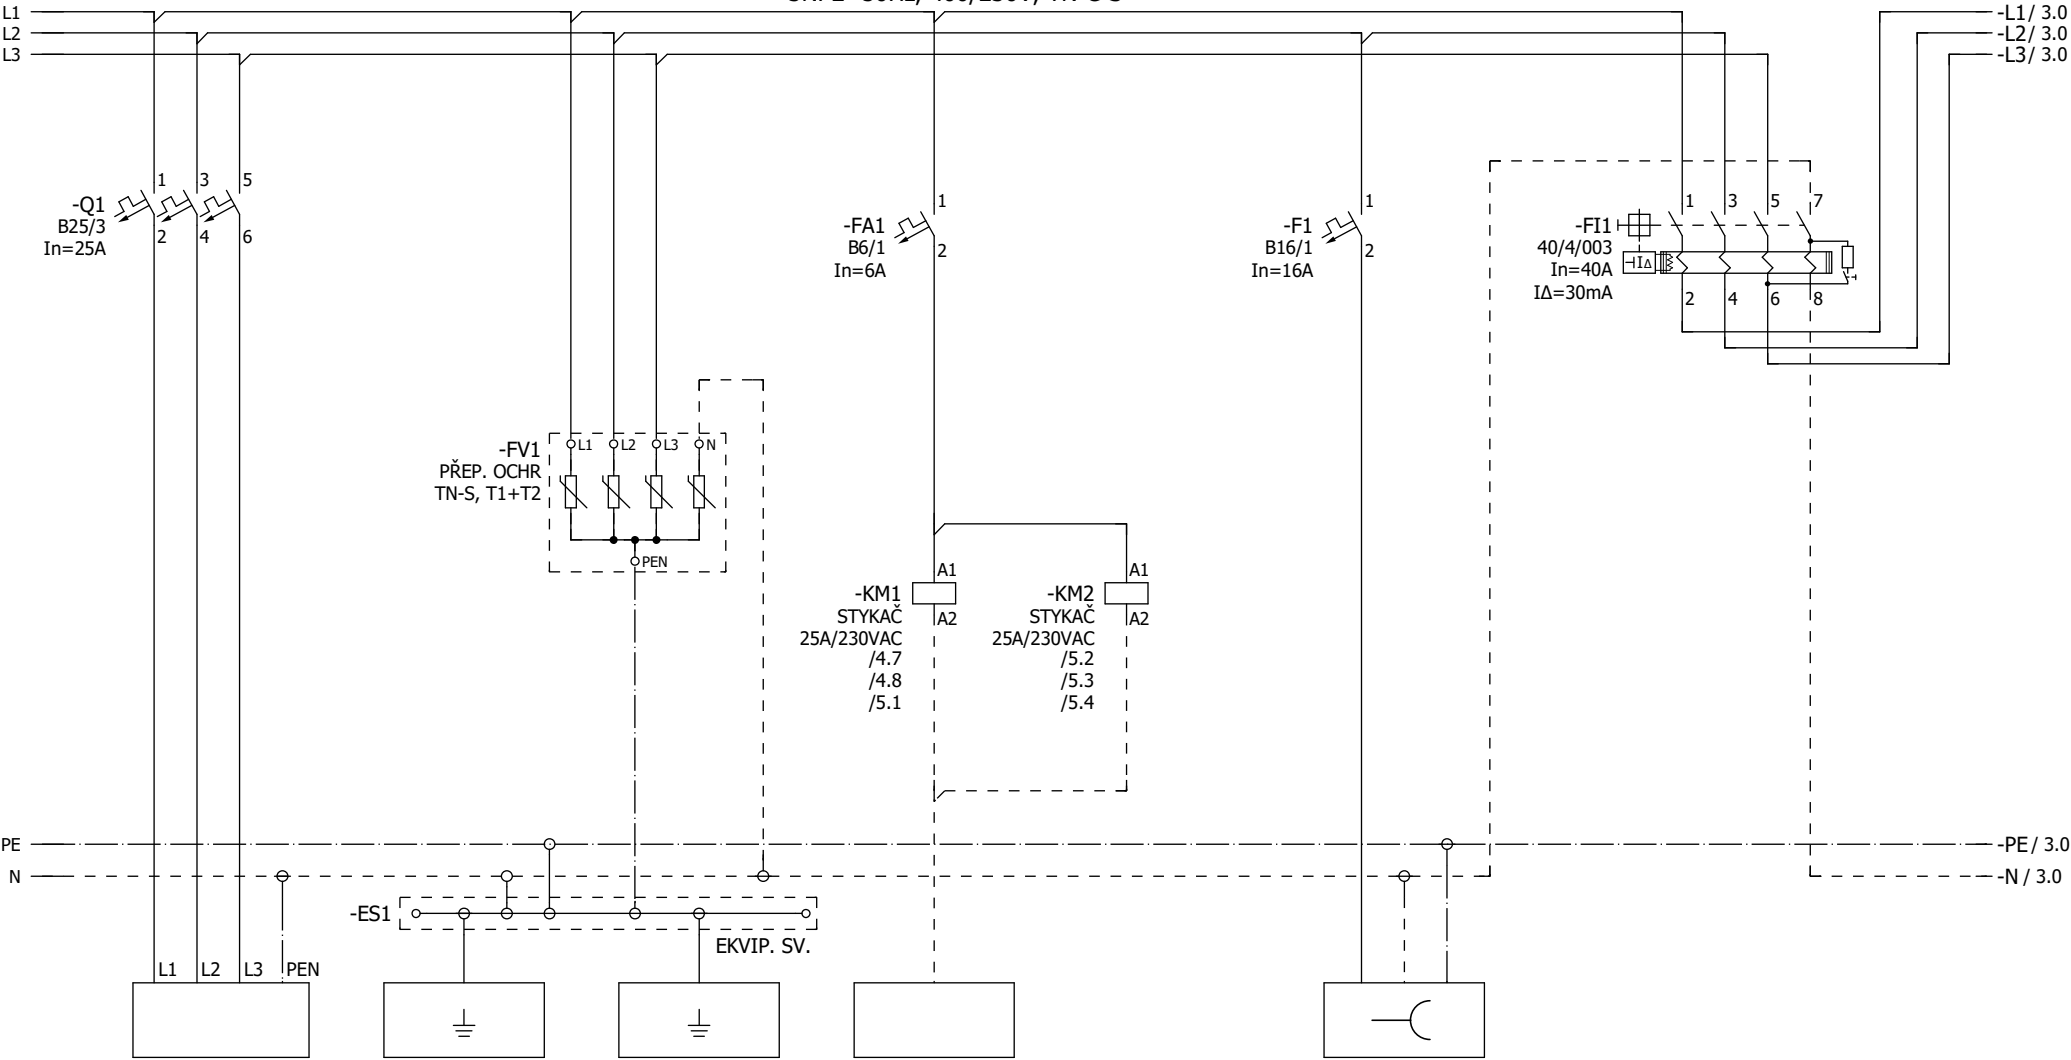 L1
L2
L3
-L1/ 3.0
-L2/ 3.0
-L3/ 3.0
-Q1
B25/3
In=25A
1 3 5
2 4 6
-FV1
PŘEP. OCHR
TN-S, T1+T2
L1 L2 L3 N
PEN
-FA1
B6/1
In=6A
1
2
-KM1
STYKAČ
25A/230VAC
/4.7
/4.8
/5.1
A1
A2
-KM2
STYKAČ
25A/230VAC
/5.2
/5.3
/5.4
A1
A2
-F1
B16/1
In=16A
1
2
-FI1
40/4/003
In=40A
IΔ=30mA
1 3 5 7
IΔ
2 4 6 8
PE
N
-PE/ 3.0
-N/ 3.0
-ES1
EKVIP. SV.
L1 L2 L3 PEN